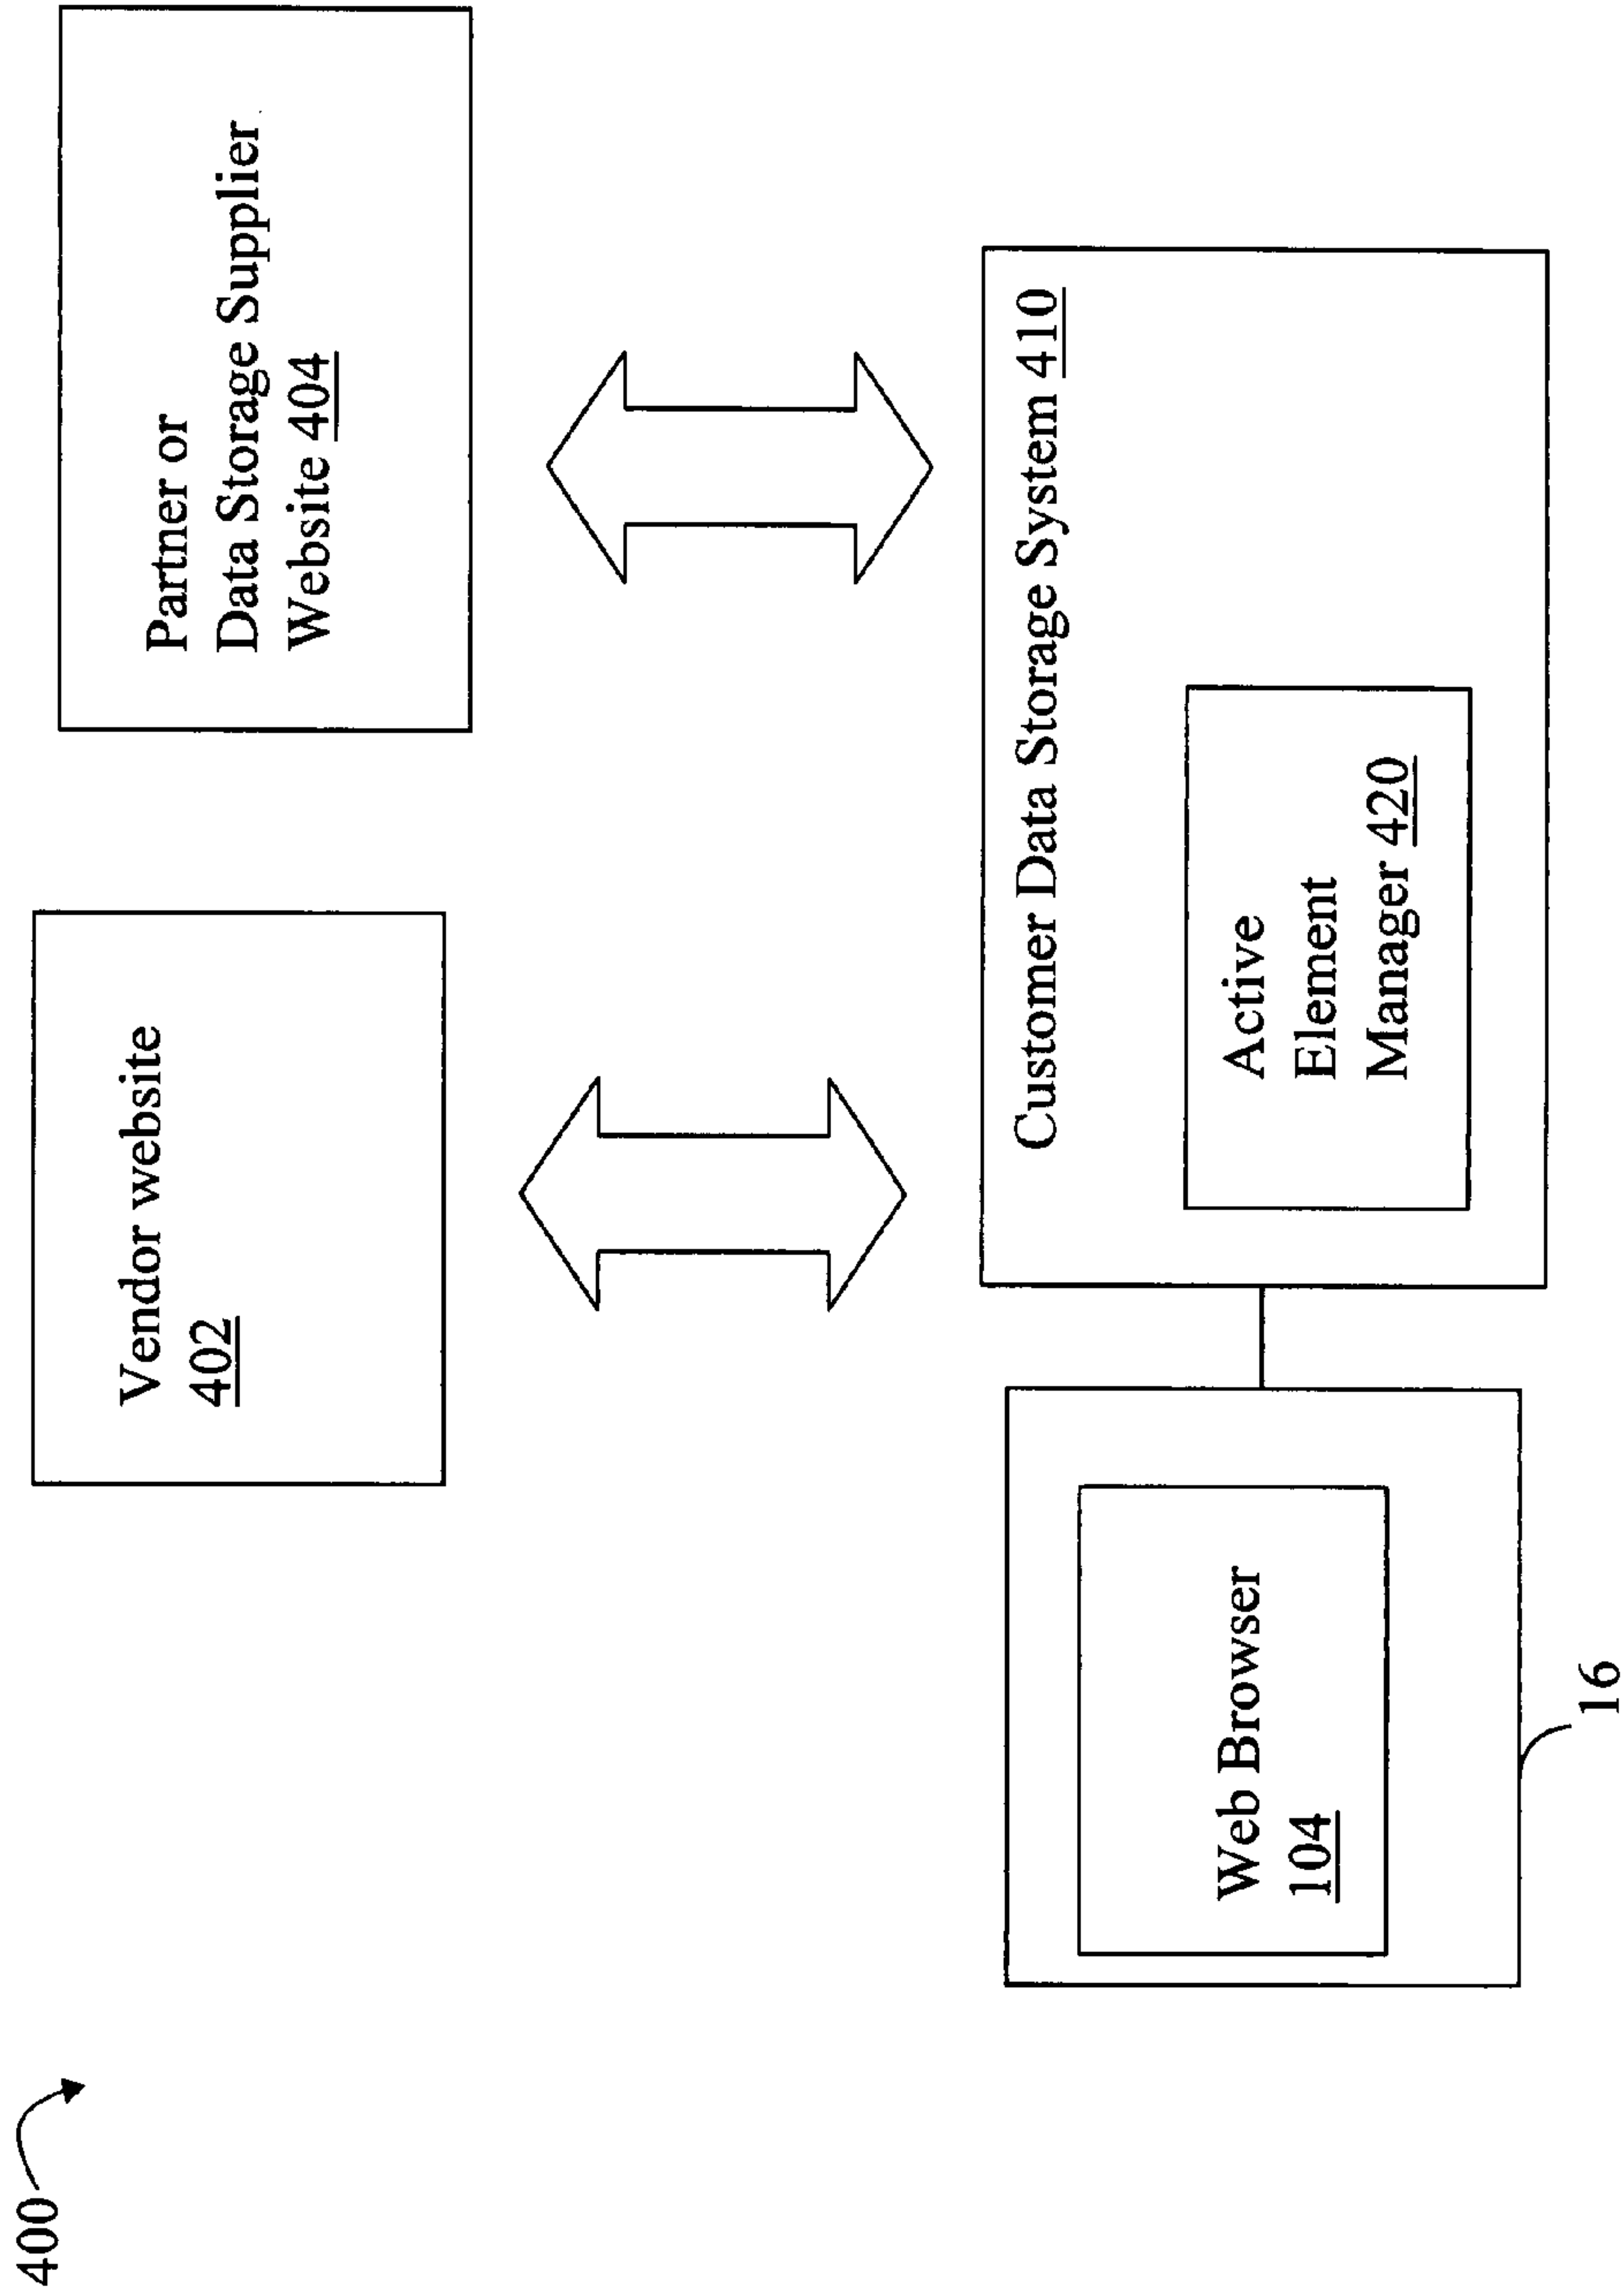 400
Vendor website
402
Partner or
Data Storage Supplier
Website 404
Customer Data Storage System 410
Active
Element
Manager 420
Web Browser
104
16